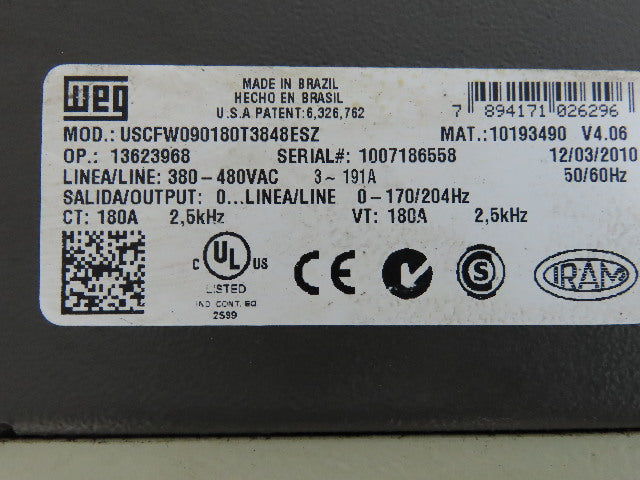 weg
MADE IN BRAZIL
HECHO EN BRASIL
U.S.A PATENT:6,326,762
7 894171 026296
MOD.: USCFW090180T3848ESZ MAT.:10193490 V4.06
OP.: 13623968 SERIAL#: 1007186558 12/03/2010
LINEA/LINE: 380-480VAC 3~ 191A 50/60Hz
SALIDA/OUTPUT: 0...LINEA/LINE 0-170/204Hz
CT: 180A 2,5kHz VT: 180A 2,5kHz
C UL US
LISTED
IND CONT. EQ
2S99
CE
S
IRAM